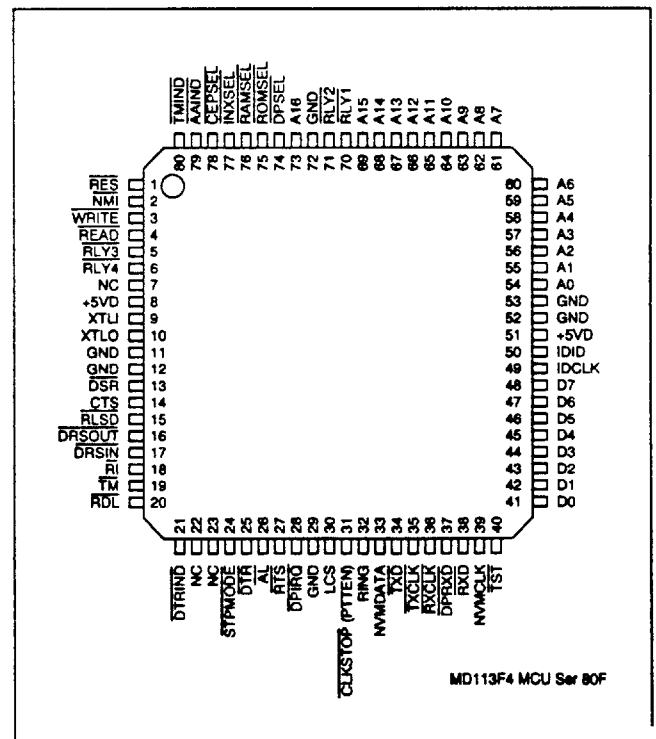 TMIND
AAIND
CEPSEL
INXSEL
RAMSEL
ROMSEL
DPSEL
A16
GND
RLY2
RLY1
A15
A14
A13
A12
A11
A10
A9
A8
A7
80 79 78 77 76 75 74 73 72 71 70 69 68 67 66 65 64 63 62 61
RES 1
NMI 2
WRITE 3
READ 4
RLY3 5
RLY4 6
NC 7
+5VD 8
XTLI 9
XTLO 10
GND 11
GND 12
DSR 13
CTS 14
RLSD 15
DRSOUT 16
DRSIN 17
RI 18
TM 19
RDL 20
60 A6
59 A5
58 A4
57 A3
56 A2
55 A1
54 A0
53 GND
52 GND
51 +5VD
50 IDID
49 IDCLK
48 D7
47 D6
46 D5
45 D4
44 D3
43 D2
42 D1
41 D0
21 22 23 24 25 26 27 28 29 30 31 32 33 34 35 36 37 38 39 40
DTRIND
NC
NC
STPMODE
DTR
AL
RTS
DPIRQ
GND
LCS
CLKSTOP (PTTEN)
RING
NVMDATA
TXD
TXCLK
RXCLK
DPRXD
RXD
NVMCLK
TST
MD113F4 MCU Ser 80F